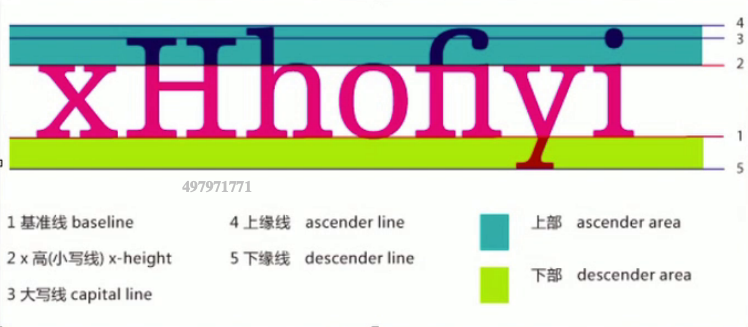 xHhofiyi
4
3
2
1
5
497971771
1 基准线 baseline
4 上缘线 ascender line
上部 ascender area
2 x 高(小写线) x-height
5 下缘线 descender line
下部 descender area
3 大写线 capital line